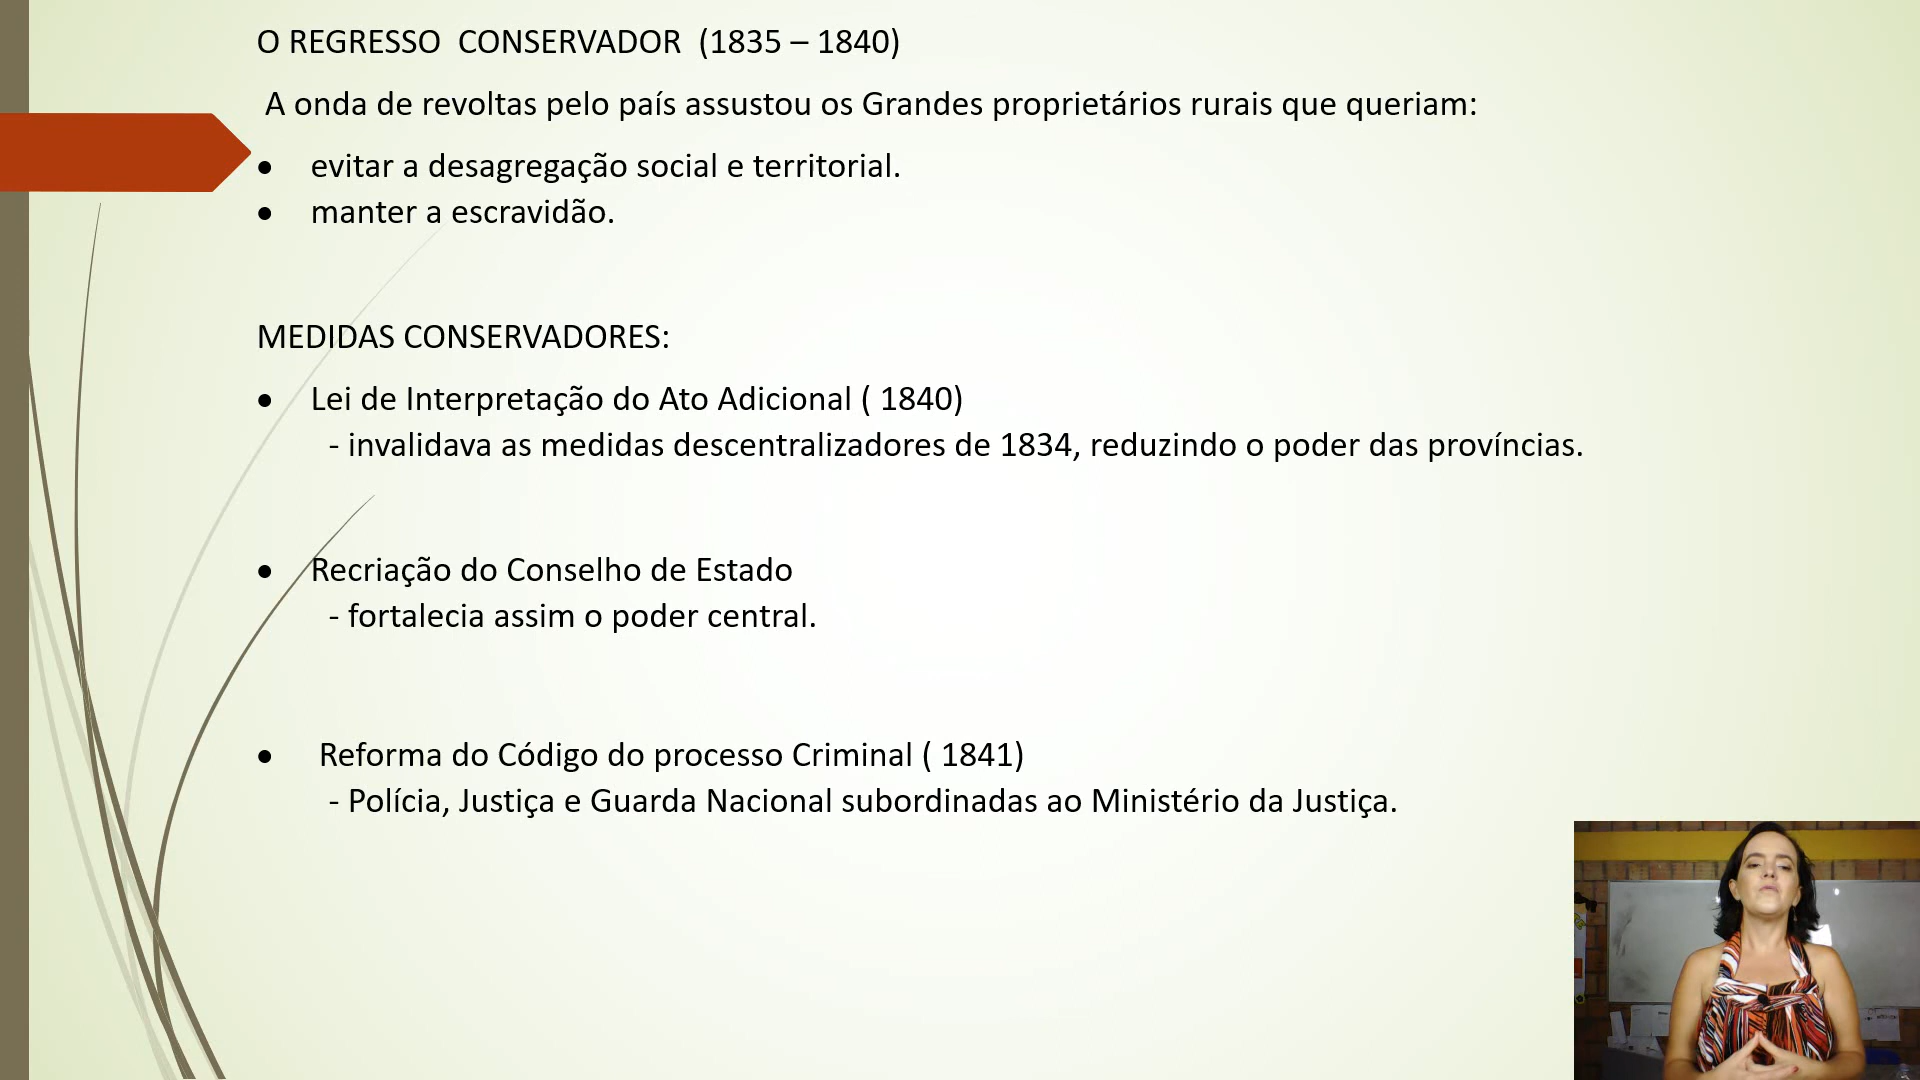 O REGRESSO CONSERVADOR (1835 – 1840)
A onda de revoltas pelo país assustou os Grandes proprietários rurais que queriam:
• evitar a desagregação social e territorial.
• manter a escravidão.
MEDIDAS CONSERVADORES:
• Lei de Interpretação do Ato Adicional ( 1840)
- invalidava as medidas descentralizadores de 1834, reduzindo o poder das províncias.
• Recriação do Conselho de Estado
- fortalecia assim o poder central.
• Reforma do Código do processo Criminal ( 1841)
- Polícia, Justiça e Guarda Nacional subordinadas ao Ministério da Justiça.